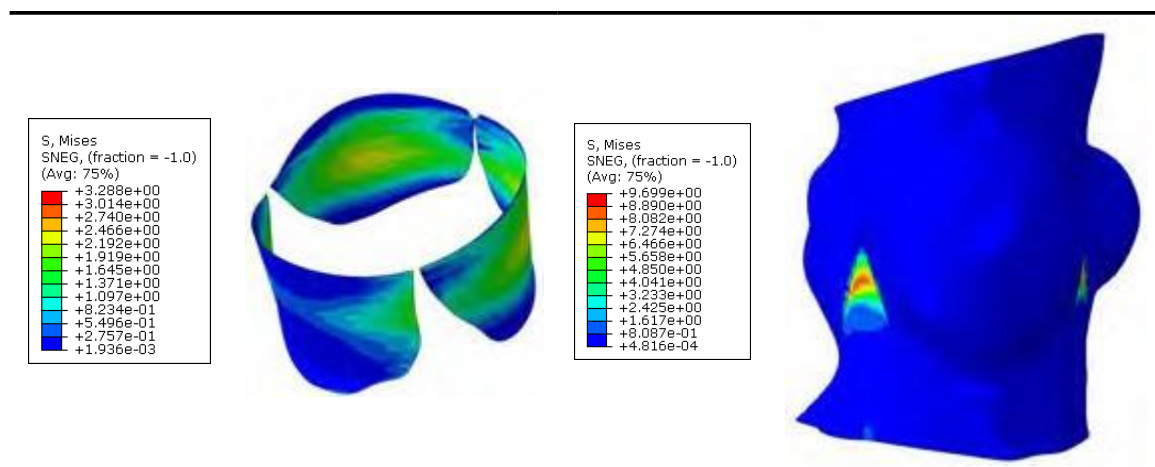 S, Mises
SNEG, (fraction = -1.0)
(Avg: 75%)
+3.288e+00
+3.014e+00
+2.740e+00
+2.466e+00
+2.192e+00
+1.919e+00
+1.645e+00
+1.371e+00
+1.097e+00
+8.234e-01
+5.496e-01
+2.757e-01
+1.936e-03
S, Mises
SNEG, (fraction = -1.0)
(Avg: 75%)
+9.699e+00
+8.890e+00
+8.082e+00
+7.274e+00
+6.466e+00
+5.658e+00
+4.850e+00
+4.041e+00
+3.233e+00
+2.425e+00
+1.617e+00
+8.087e-01
+4.816e-04